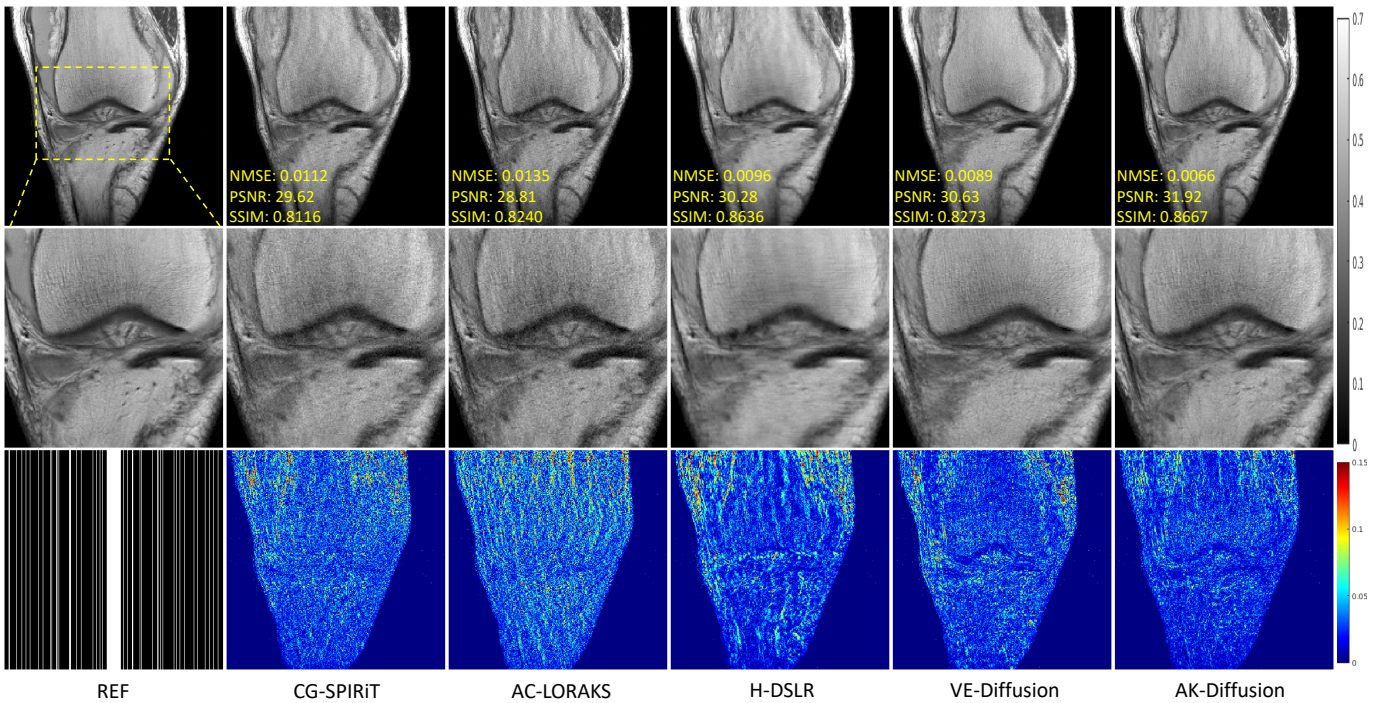 NMSE: 0.0112
PSNR: 29.62
SSIM: 0.8116
NMSE: 0.0135
PSNR: 28.81
SSIM: 0.8240
NMSE: 0.0096
PSNR: 30.28
SSIM: 0.8636
NMSE: 0.0089
PSNR: 30.63
SSIM: 0.8273
NMSE: 0.0066
PSNR: 31.92
SSIM: 0.8667
0.7
0.6
0.5
0.4
0.3
0.2
0.1
0
0.15
0.1
0.05
0
REF
CG-SPIRiT
AC-LORAKS
H-DSLR
VE-Diffusion
AK-Diffusion